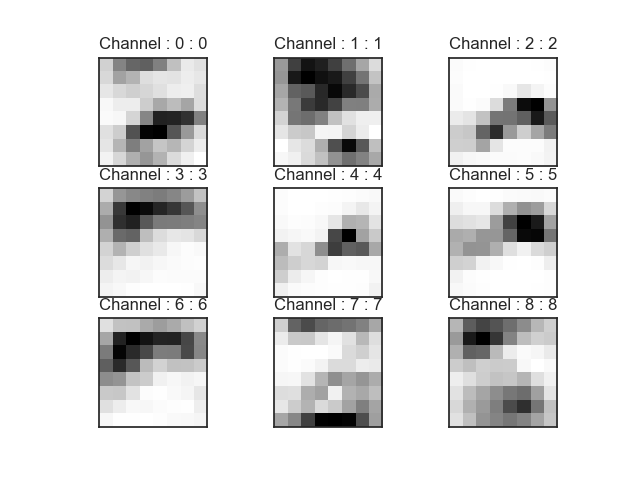 Channel : 0 : 0
Channel : 1 : 1
Channel : 2 : 2
Channel : 3 : 3
Channel : 4 : 4
Channel : 5 : 5
Channel : 6 : 6
Channel : 7 : 7
Channel : 8 : 8